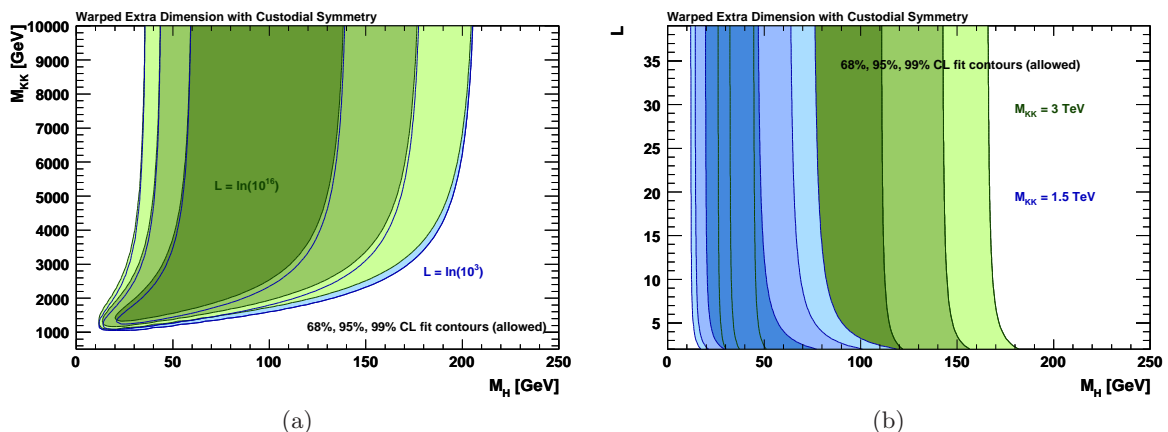 Warped Extra Dimension with Custodial Symmetry
M_KK [GeV]
10000
9000
8000
7000
6000
5000
4000
3000
2000
1000
L = ln(10^16)
L = ln(10^3)
68%, 95%, 99% CL fit contours (allowed)
0 50 100 150 200 250
M_H [GeV]
(a)
Warped Extra Dimension with Custodial Symmetry
L
35
30
25
20
15
10
5
68%, 95%, 99% CL fit contours (allowed)
M_KK = 3 TeV
M_KK = 1.5 TeV
0 50 100 150 200 250
M_H [GeV]
(b)